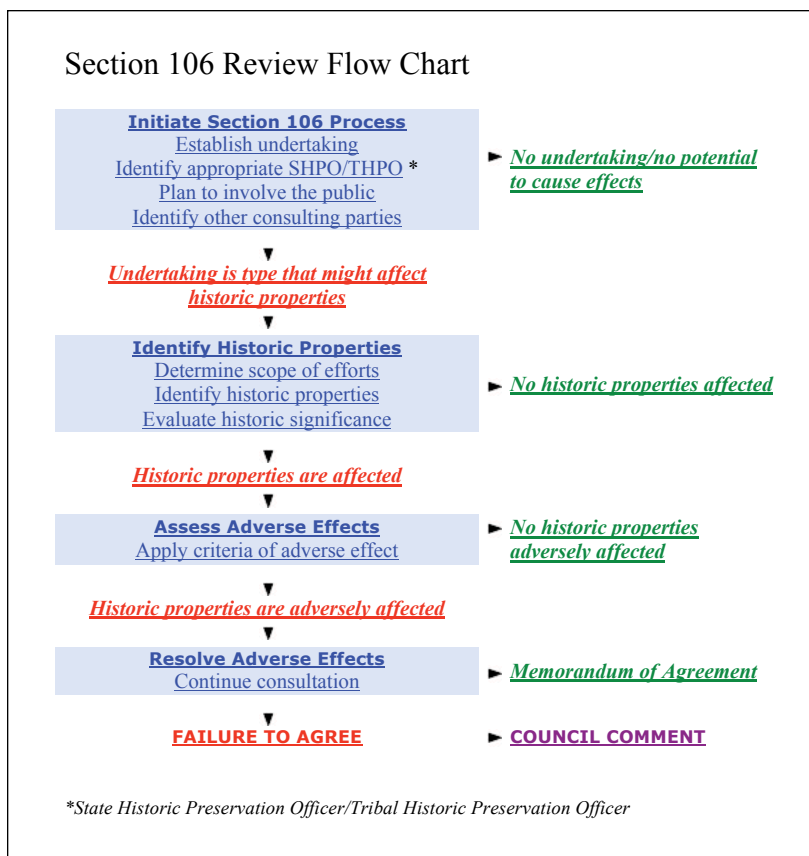 Section 106 Review Flow Chart
Initiate Section 106 Process
Establish undertaking
Identify appropriate SHPO/THPO *
Plan to involve the public
Identify other consulting parties
No undertaking/no potential
to cause effects
Undertaking is type that might affect
historic properties
Identify Historic Properties
Determine scope of efforts
Identify historic properties
Evaluate historic significance
No historic properties affected
Historic properties are affected
Assess Adverse Effects
Apply criteria of adverse effect
No historic properties
adversely affected
Historic properties are adversely affected
Resolve Adverse Effects
Continue consultation
Memorandum of Agreement
FAILURE TO AGREE
COUNCIL COMMENT
*State Historic Preservation Officer/Tribal Historic Preservation Officer